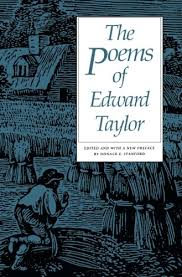 The
Poems
of
Edward
Taylor
EDITED AND WITH A NEW PREFACE
BY DONALD E. STANFORD